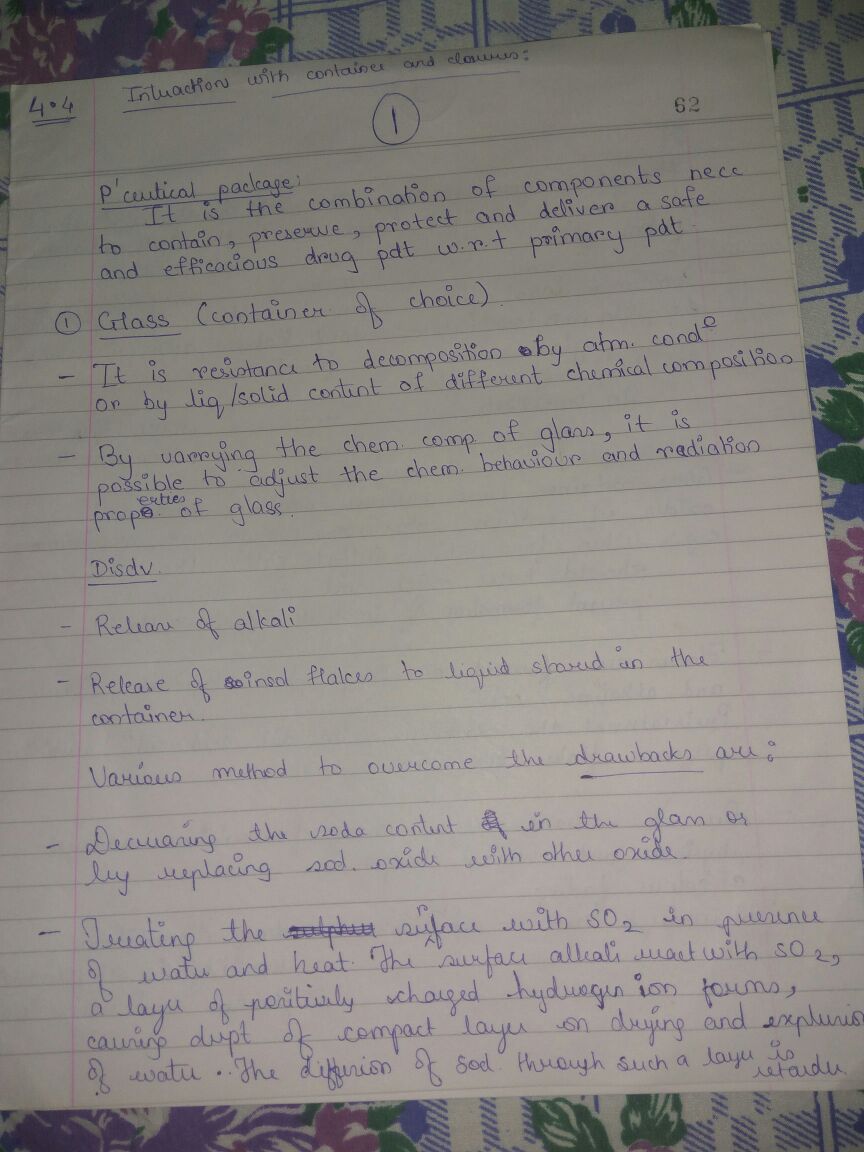 4.4 Interaction with container and closures:
1
62
P'ceutical package:
It is the combination of components nece
to contain, preserve, protect and deliver a safe
and efficacious drug pdt w.r.t primary pdt.
① Glass (container of choice).
- It is resistance to decomposition by atm. condⁿ
or by liq/solid content of different chemical composition
- By varrying the chem. comp. of glass, it is
possible to adjust the chem. behaviour and radiation
properties of glass.
Disdv.
- Release of alkali
- Release of insol flakes to liquid stored in the
container.
Various method to overcome the drawbacks are:
- Decreasing the soda content in the glass or
by replacing sod. oxide with other oxide.
- Treating the surface with SO₂ in presence
of water and heat. The surface alkali react with SO₂,
a layer of positively charged hydrogen ion forms,
causing dvpt of compact layer on drying and explusion
of water. The diffusion of sod. through such a layer is
retarder